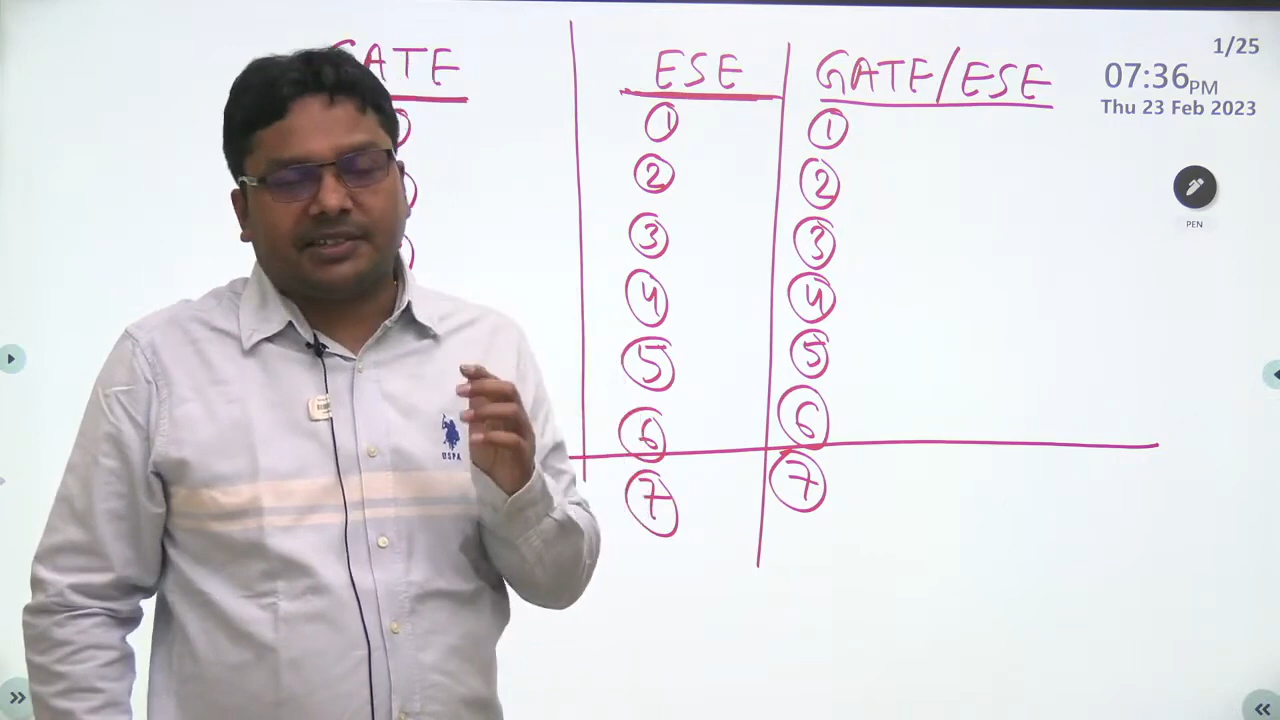 GATE ESE GATE/ESE
1/25
07:36PM
Thu 23 Feb 2023
PEN
1 1
2 2
3 3
4 4
5 5
6 6
7 7
USPA